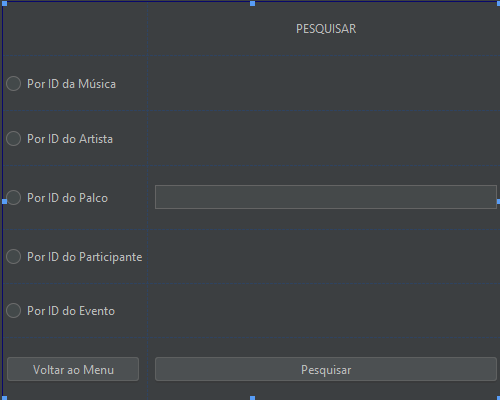 PESQUISAR
Por ID da Música
Por ID do Artista
Por ID do Palco
Por ID do Participante
Por ID do Evento
Voltar ao Menu
Pesquisar